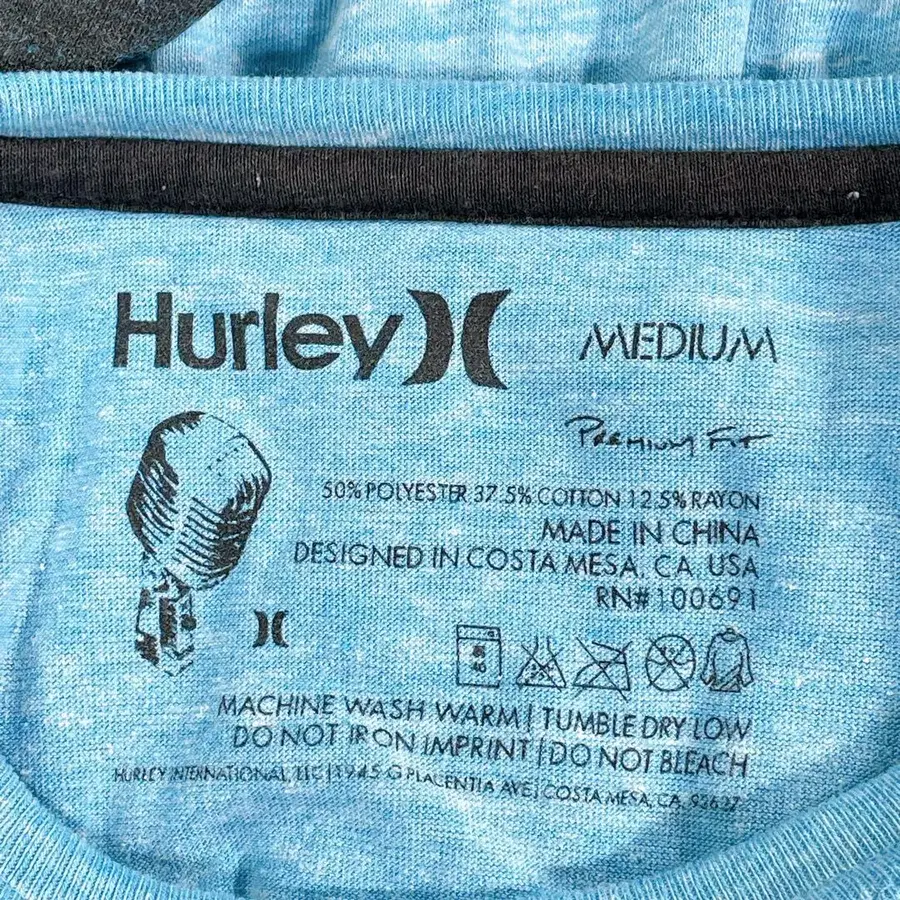 Hurley MEDIUM
PREMIUM FIT
50% POLYESTER 37.5% COTTON 12.5% RAYON
MADE IN CHINA
DESIGNED IN COSTA MESA, CA USA
RN#100691
MACHINE WASH WARM | TUMBLE DRY LOW
DO NOT IRON IMPRINT | DO NOT BLEACH
HURLEY INTERNATIONAL, LLC | 1945 G PLACENTIA AVE | COSTA MESA, CA